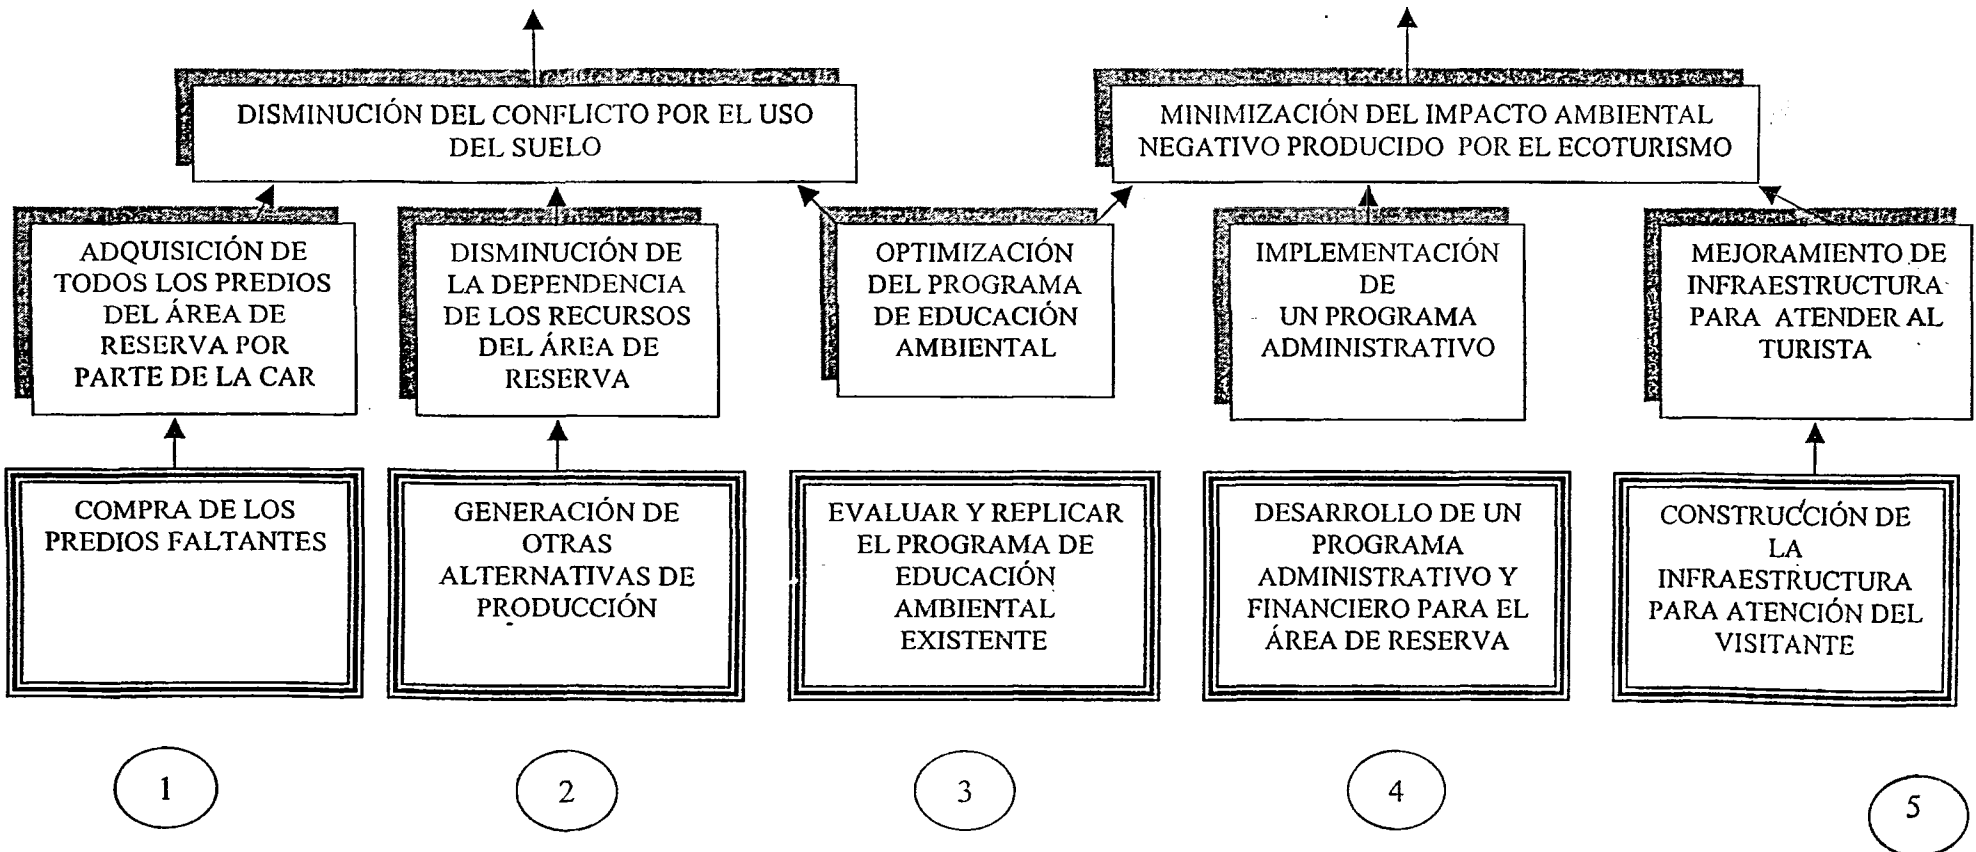 DISMINUCIÓN DEL CONFLICTO POR EL USO
DEL SUELO
MINIMIZACIÓN DEL IMPACTO AMBIENTAL
NEGATIVO PRODUCIDO POR EL ECOTURISMO
ADQUISICIÓN DE
TODOS LOS PREDIOS
DEL ÁREA DE
RESERVA POR
PARTE DE LA CAR
DISMINUCIÓN DE
LA DEPENDENCIA
DE LOS RECURSOS
DEL ÁREA DE
RESERVA
OPTIMIZACIÓN
DEL PROGRAMA
DE EDUCACIÓN
AMBIENTAL
IMPLEMENTACIÓN
DE
UN PROGRAMA
ADMINISTRATIVO
MEJORAMIENTO DE
INFRAESTRUCTURA
PARA ATENDER AL
TURISTA
COMPRA DE LOS
PREDIOS FALTANTES
GENERACIÓN DE
OTRAS
ALTERNATIVAS DE
PRODUCCIÓN
EVALUAR Y REPLICAR
EL PROGRAMA DE
EDUCACIÓN
AMBIENTAL
EXISTENTE
DESARROLLO DE UN
PROGRAMA
ADMINISTRATIVO Y
FINANCIERO PARA EL
ÁREA DE RESERVA
CONSTRUCCIÓN DE
LA
INFRAESTRUCTURA
PARA ATENCIÓN DEL
VISITANTE
1
2
3
4
5